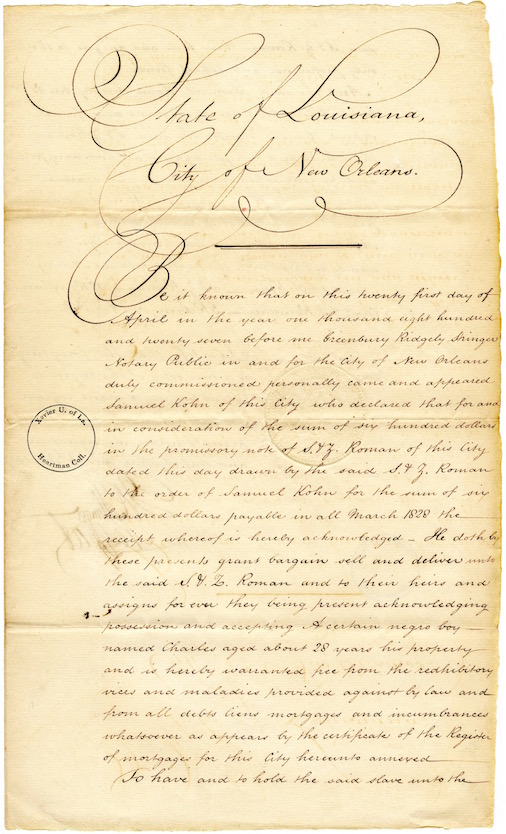 State of Louisiana,
City of New Orleans.
Be it known that on this twenty first day of
April in the year one thousand eight hundred
and twenty seven before me Greenbury Ridgely Stringer
Notary Public in and for the City of New Orleans
duly commissioned personally came and appeared
Samuel Kohn of this City who declared that for and
in consideration of the sum of six hundred dollars
in the promissory note of S. & Z. Roman of this City
dated this day drawn by the said S. & Z. Roman
to the order of Samuel Kohn for the sum of six
hundred dollars payable in all March 1828 the
receipt whereof is hereby acknowledged — He doth by
these presents grant bargain sell and deliver unto
the said S. & Z. Roman and to their heirs and
assigns for ever they being present acknowledging
possession and accepting A certain negro boy
named Charles aged about 28 years his property
and is hereby warranted free from the redhibitory
vices and maladies provided against by law and
from all debts liens mortgages and incumbrances
whatsoever as appears by the certificate of the Register
of mortgages for this City hereunto annexed
To have and to hold the said slave unto the
Xavier U. of La.
Heartman Coll.